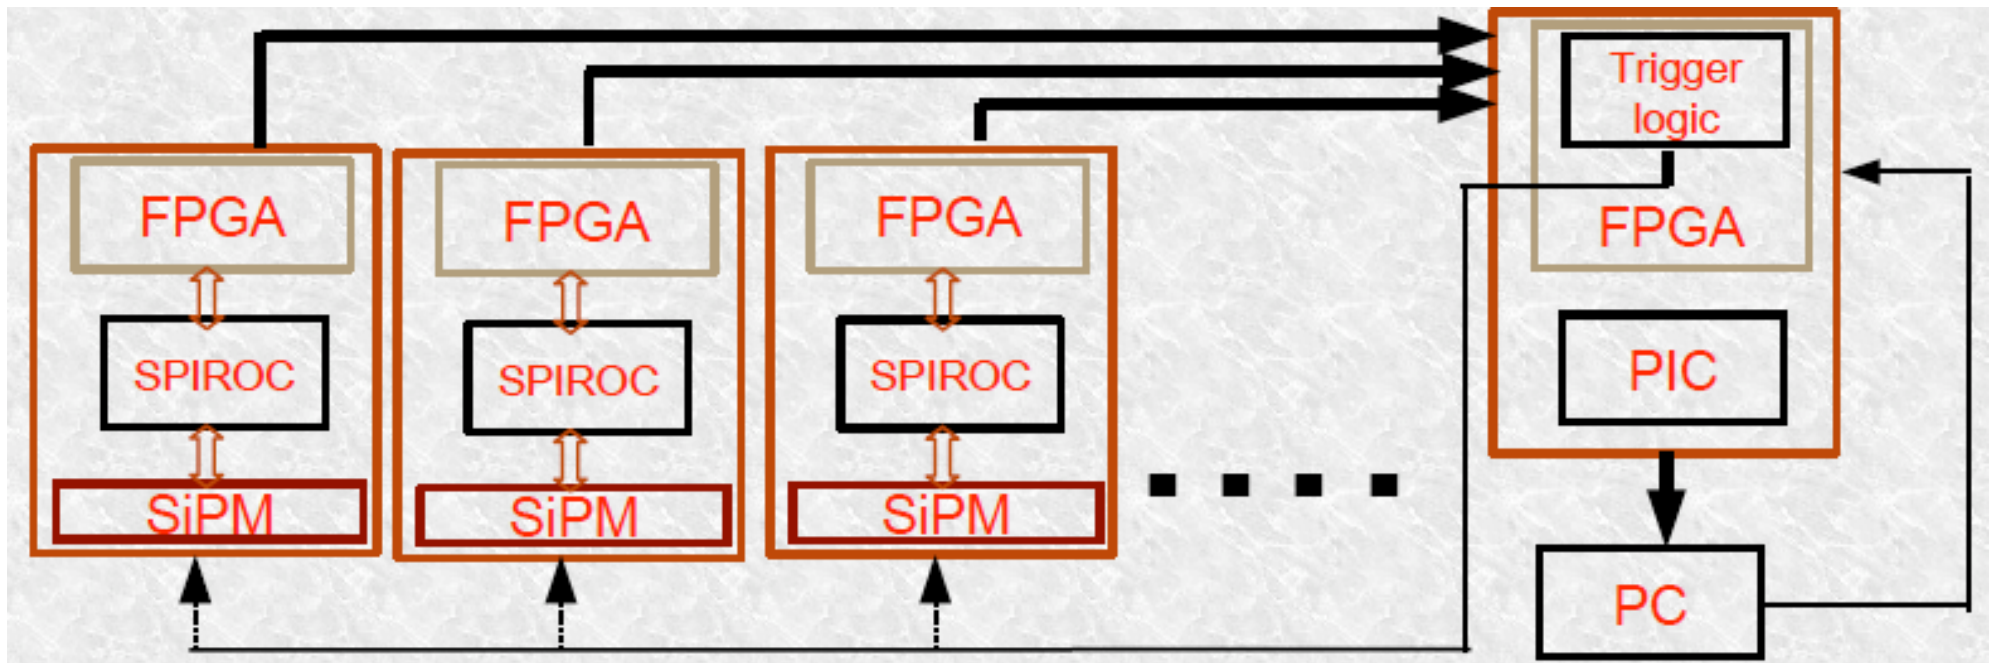 FPGA
SPIROC
SiPM
FPGA
SPIROC
SiPM
FPGA
SPIROC
SiPM
Trigger
logic
FPGA
PIC
PC